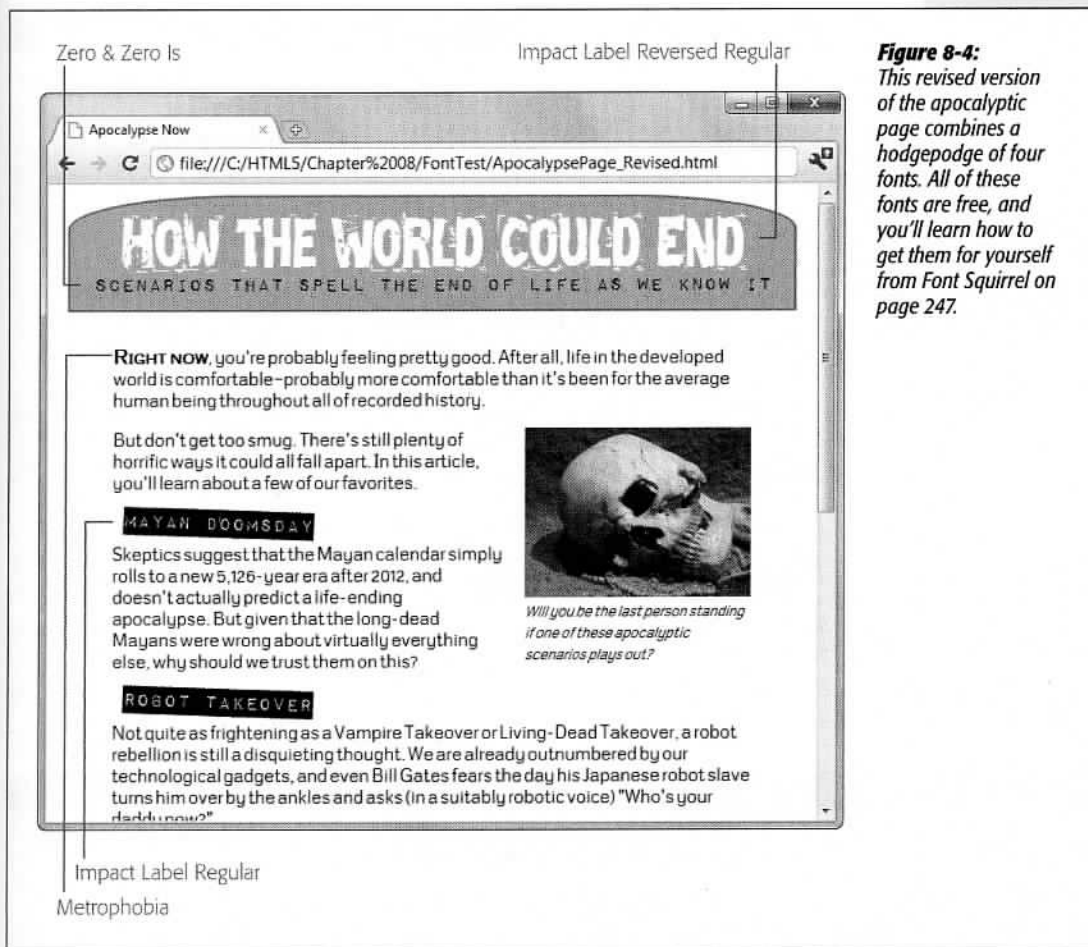 Zero & Zero Is
Impact Label Reversed Regular
Apocalypse Now
file:///C:/HTML5/Chapter%2008/FontTest/ApocalypsePage_Revised.html
HOW THE WORLD COULD END
SCENARIOS THAT SPELL THE END OF LIFE AS WE KNOW IT
RIGHT NOW, you're probably feeling pretty good. After all, life in the developed
world is comfortable–probably more comfortable than it's been for the average
human being throughout all of recorded history.
But don't get too smug. There's still plenty of
horrific ways it could all fall apart. In this article,
you'll learn about a few of our favorites.
MAYAN DOOMSDAY
Skeptics suggest that the Mayan calendar simply
rolls to a new 5,126-year era after 2012, and
doesn't actually predict a life-ending
apocalypse. But given that the long-dead
Mayans were wrong about virtually everything
else, why should we trust them on this?
Will you be the last person standing
if one of these apocalyptic
scenarios plays out?
ROBOT TAKEOVER
Not quite as frightening as a Vampire Takeover or Living-Dead Takeover, a robot
rebellion is still a disquieting thought. We are already outnumbered by our
technological gadgets, and even Bill Gates fears the day his Japanese robot slave
turns him over by the ankles and asks (in a suitably robotic voice) "Who's your
daddy now?"
Impact Label Regular
Metrophobia
Figure 8-4:
This revised version
of the apocalyptic
page combines a
hodgepodge of four
fonts. All of these
fonts are free, and
you'll learn how to
get them for yourself
from Font Squirrel on
page 247.